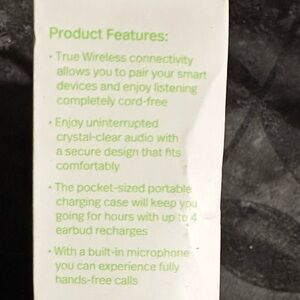 Product Features:
· True Wireless connectivity
allows you to pair your smart
devices and enjoy listening
completely cord-free
· Enjoy uninterrupted
crystal-clear audio with
a secure design that fits
comfortably
· The pocket-sized portable
charging case will keep you
going for hours with up to 4
earbud recharges
· With a built-in microphone
you can experience fully
hands-free calls